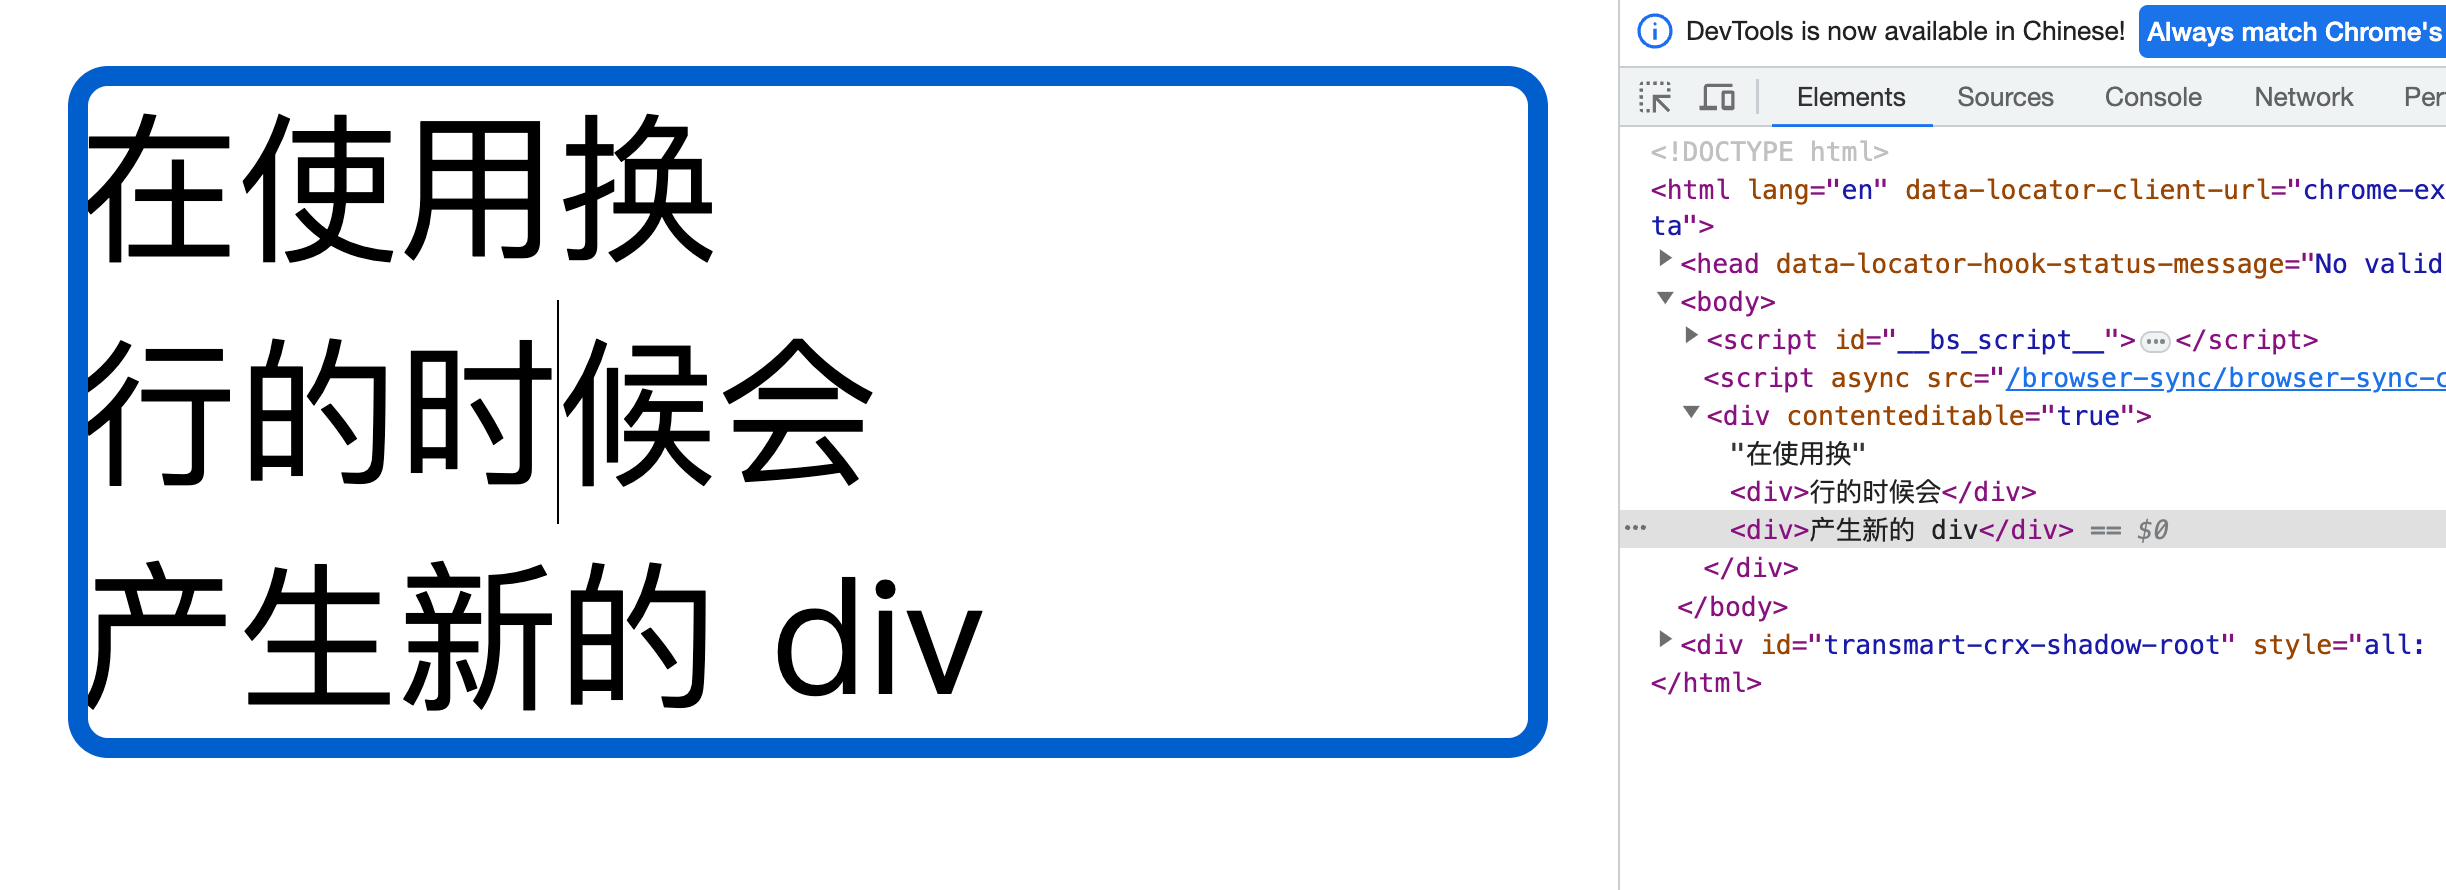 在使用换
行的时候会
产生新的 div
DevTools is now available in Chinese!
Always match Chrome's
Elements Sources Console Network Per
<!DOCTYPE html>
<html lang="en" data-locator-client-url="chrome-ex
ta">
<head data-locator-hook-status-message="No valid
<body>
<script id="__bs_script__">…</script>
<script async src="/browser-sync/browser-sync-c
<div contenteditable="true">
"在使用换"
<div>行的时候会</div>
<div>产生新的 div</div> == $0
</div>
</body>
<div id="transmart-crx-shadow-root" style="all:
</html>